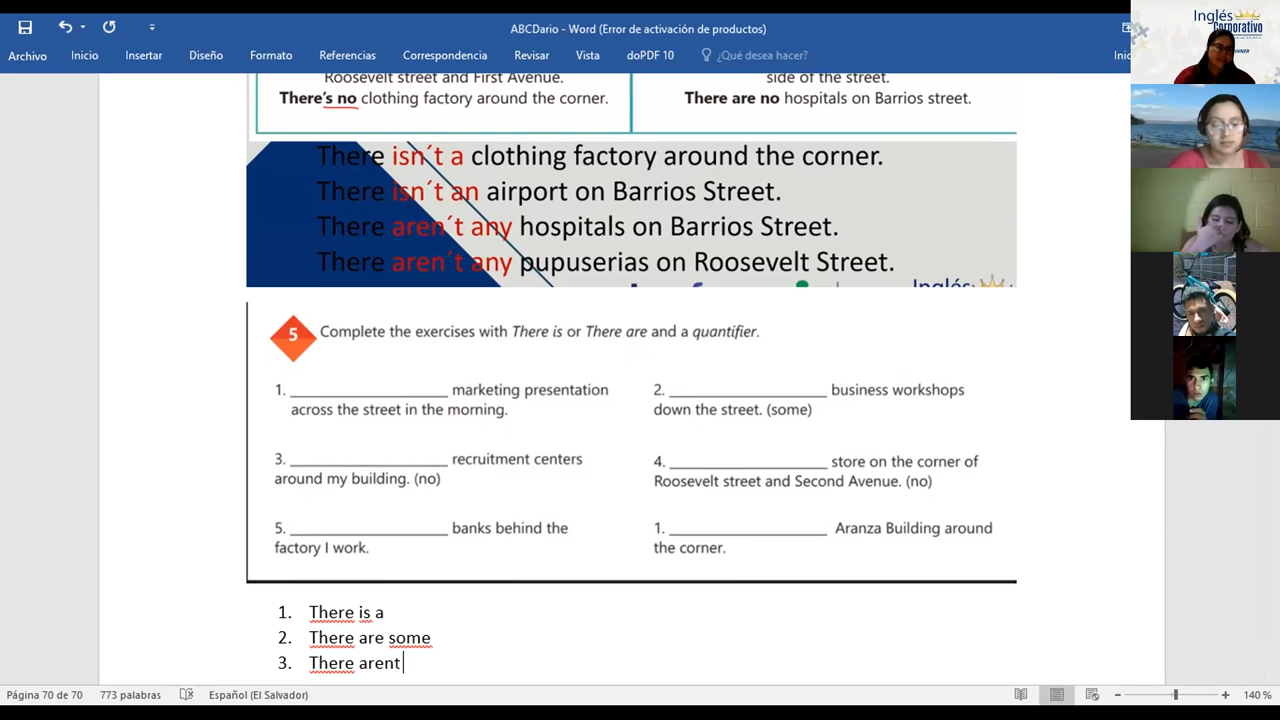 ABCDario - Word (Error de activación de productos)
Archivo Inicio Insertar Diseño Formato Referencias Correspondencia Revisar Vista doPDF 10 ¿Qué desea hacer? Inic
Inglés
Corporativo
Roosevelt street and First Avenue.
There's no clothing factory around the corner.
side of the street.
There are no hospitals on Barrios street.
There isn´t a clothing factory around the corner.
There isn´t an airport on Barrios Street.
There aren´t any hospitals on Barrios Street.
There aren´t any pupuserias on Roosevelt Street.
Inglés
5 Complete the exercises with There is or There are and a quantifier.
1. ____________________ marketing presentation
across the street in the morning.
2. ____________________ business workshops
down the street. (some)
3. ____________________ recruitment centers
around my building. (no)
4. ____________________ store on the corner of
Roosevelt street and Second Avenue. (no)
5. ____________________ banks behind the
factory I work.
1. ____________________ Aranza Building around
the corner.
1. There is a
2. There are some
3. There arent
Página 70 de 70 773 palabras Español (El Salvador) 140 %